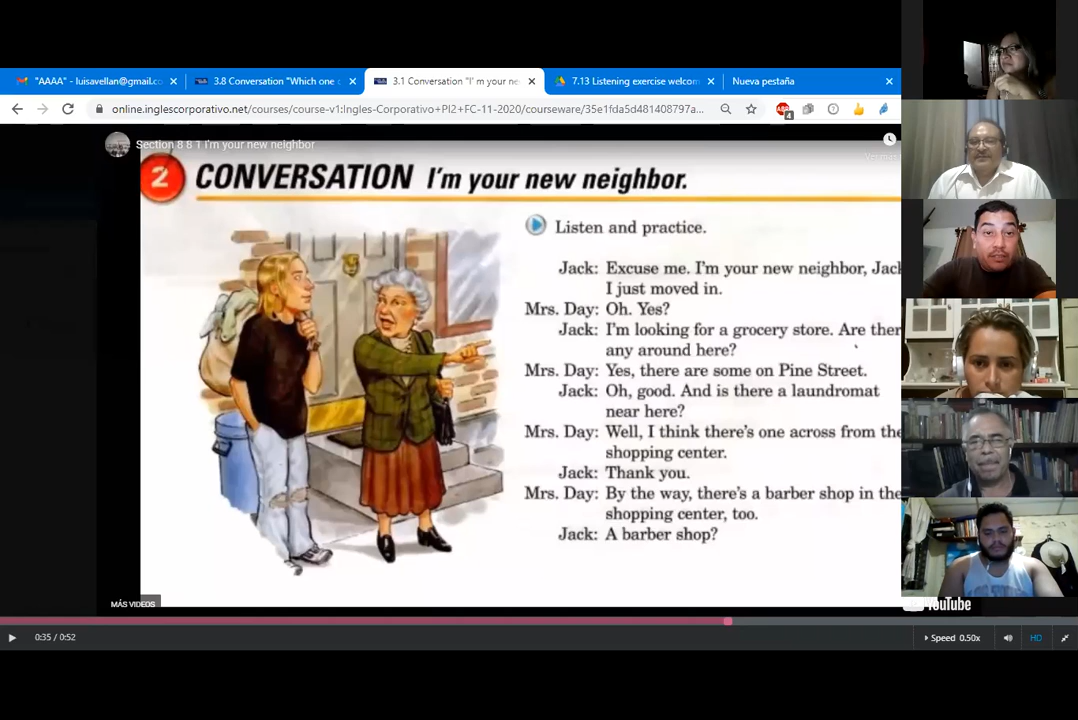 "AAAA" - luisavellan@gmail.co
3.8 Conversation "Which one c
3.1 Conversation "I' m your ne
7.13 Listening exercise welcom
Nueva pestaña
online.inglescorporativo.net/courses/course-v1:Ingles-Corporativo+PI2+FC-11-2020/courseware/35e1fda5d481408797a...
4
Section 8 8 1 I'm your new neighbor
2 CONVERSATION I'm your new neighbor.
Listen and practice.
Jack: Excuse me. I'm your new neighbor, Jack
I just moved in.
Mrs. Day: Oh. Yes?
Jack: I'm looking for a grocery store. Are ther
any around here?
Mrs. Day: Yes, there are some on Pine Street.
Jack: Oh, good. And is there a laundromat
near here?
Mrs. Day: Well, I think there's one across from the
shopping center.
Jack: Thank you.
Mrs. Day: By the way, there's a barber shop in the
shopping center, too.
Jack: A barber shop?
MÁS VIDEOS
YouTube
0:35 / 0:52
Speed 0.50x
HD